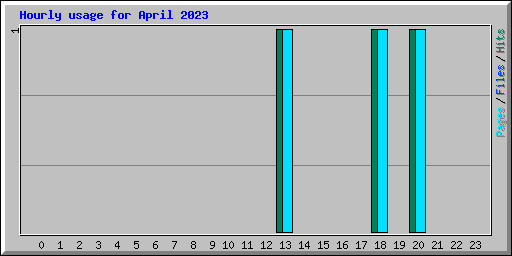 Hourly usage for April 2023
1
Pages/Files/Hits
0 1 2 3 4 5 6 7 8 9 10 11 12 13 14 15 16 17 18 19 20 21 22 23